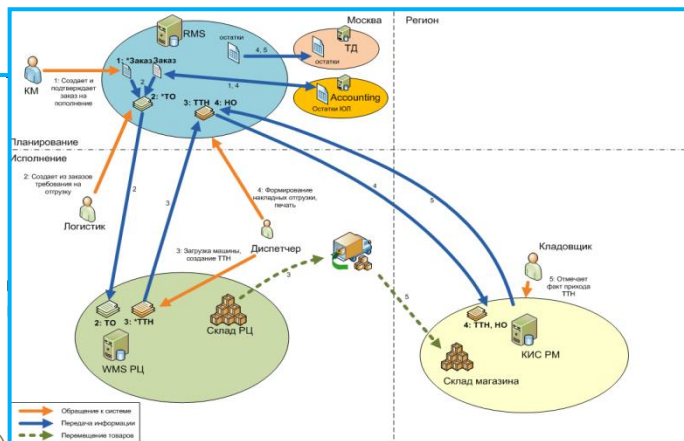 Москва
Регион
RMS
остатки
4, 5
остатки
ТД
1: *Заказ
Заказ
КМ
1: Создает и
подтверждает
заказ на
пополнение
2
2
2: *ТО
3: ТТН
4: НО
1, 4
Accounting
Остатки ЮЛ
Планирование
Исполнение
2: Создает из заказов
требования на
отгрузку
Логистик
2
3
4: Формирование
накладных отгрузки,
печать
4
5
Диспетчер
3: Загрузка машины,
создание ТТН
3
5
Кладовщик
5: Отмечает
факт прихода
ТТН
2: ТО
3: *ТТН
WMS РЦ
Склад РЦ
4: ТТН, НО
КИС РМ
Склад магазина
Обращение к системе
Передача информации
Перемещение товаров